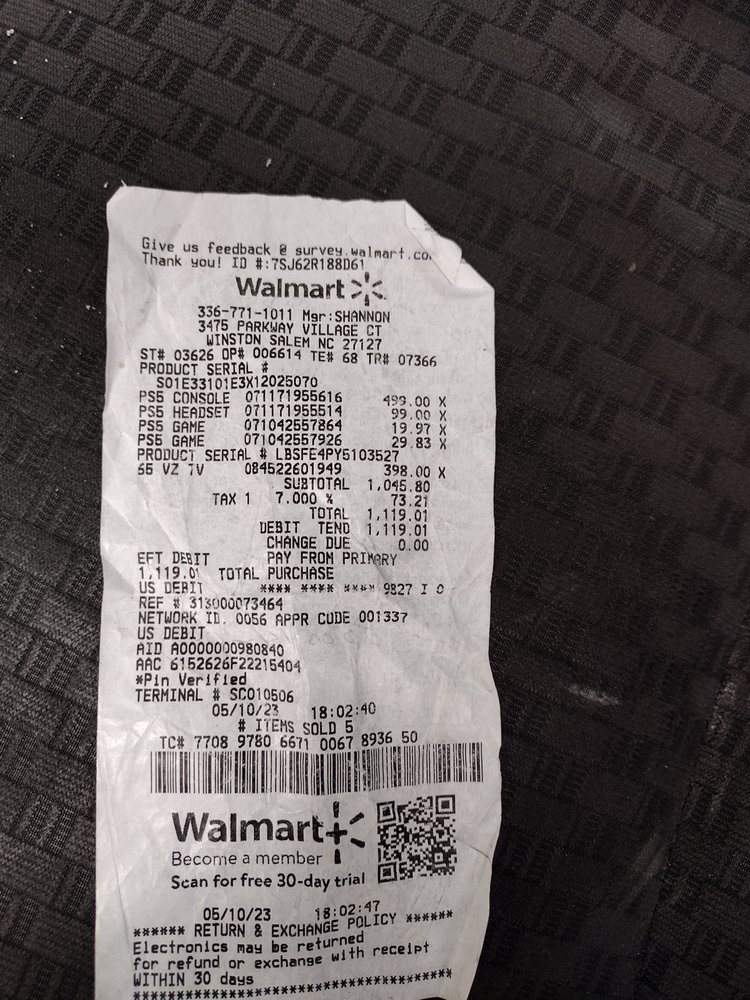 Give us feedback @ survey.walmart.co
Thank you! ID #:7SJ62R188D61
Walmart
336-771-1011 Mgr:SHANNON
3475 PARKWAY VILLAGE CT
WINSTON SALEM NC 27127
ST# 03626 OP# 006614 TE# 68 TR# 07366
PRODUCT SERIAL #
S01E33101E3X12025070
PS5 CONSOLE 071171955616 499.00 X
PS5 HEADSET 071171955514 99.00 X
PS5 GAME 071042557864 19.97 X
PS5 GAME 071042557926 29.83 X
PRODUCT SERIAL # LBSFE4PY5103527
65 VZ TV 084522601949 398.00 X
SUBTOTAL 1,045.80
TAX 1 7.000 % 73.21
TOTAL 1,119.01
DEBIT TEND 1,119.01
CHANGE DUE 0.00
EFT DEBIT PAY FROM PRIMARY
1,119.01 TOTAL PURCHASE
US DEBIT **** **** **** 9827 I 0
REF # 313000073464
NETWORK ID. 0056 APPR CODE 001337
US DEBIT
AID A0000000980840
AAC 6152626F22215404
*Pin Verified
TERMINAL # SC010506
05/10/23 18:02:40
# ITEMS SOLD 5
TC# 7708 9780 6671 0067 8936 50
Walmart+
Become a member
Scan for free 30-day trial
05/10/23 18:02:47
****** RETURN & EXCHANGE POLICY ******
Electronics may be returned
for refund or exchange with receipt
WITHIN 30 days
**************************************